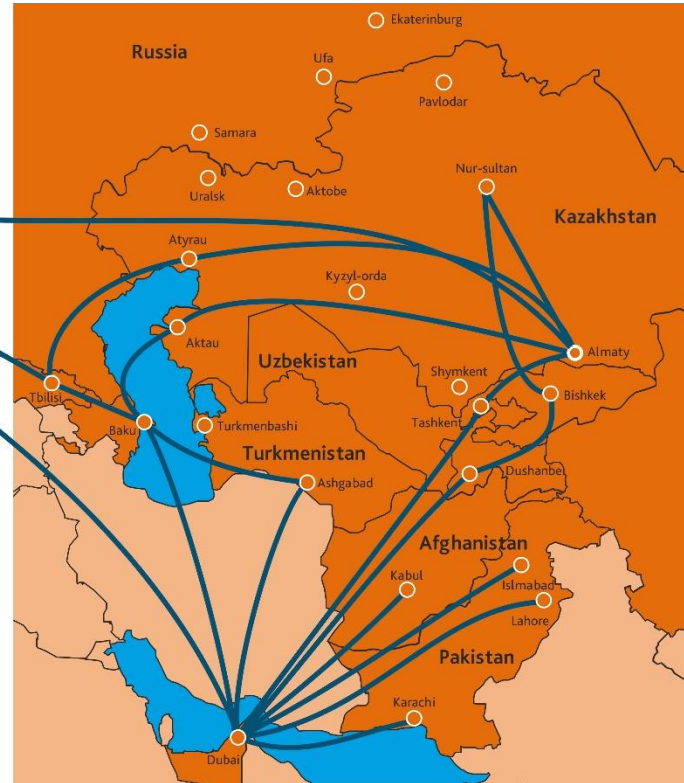 Ekaterinburg
Russia
Ufa
Pavlodar
Samara
Nur-sultan
Uralsk
Aktobe
Kazakhstan
Atyrau
Kyzyl-orda
Aktau
Almaty
Uzbekistan
Shymkent
Tbilisi
Bishkek
Tashkent
Baku
Turkmenbashi
Turkmenistan
Dushanbe
Ashgabad
Afghanistan
Kabul
Islmabad
Lahore
Pakistan
Karachi
Dubai